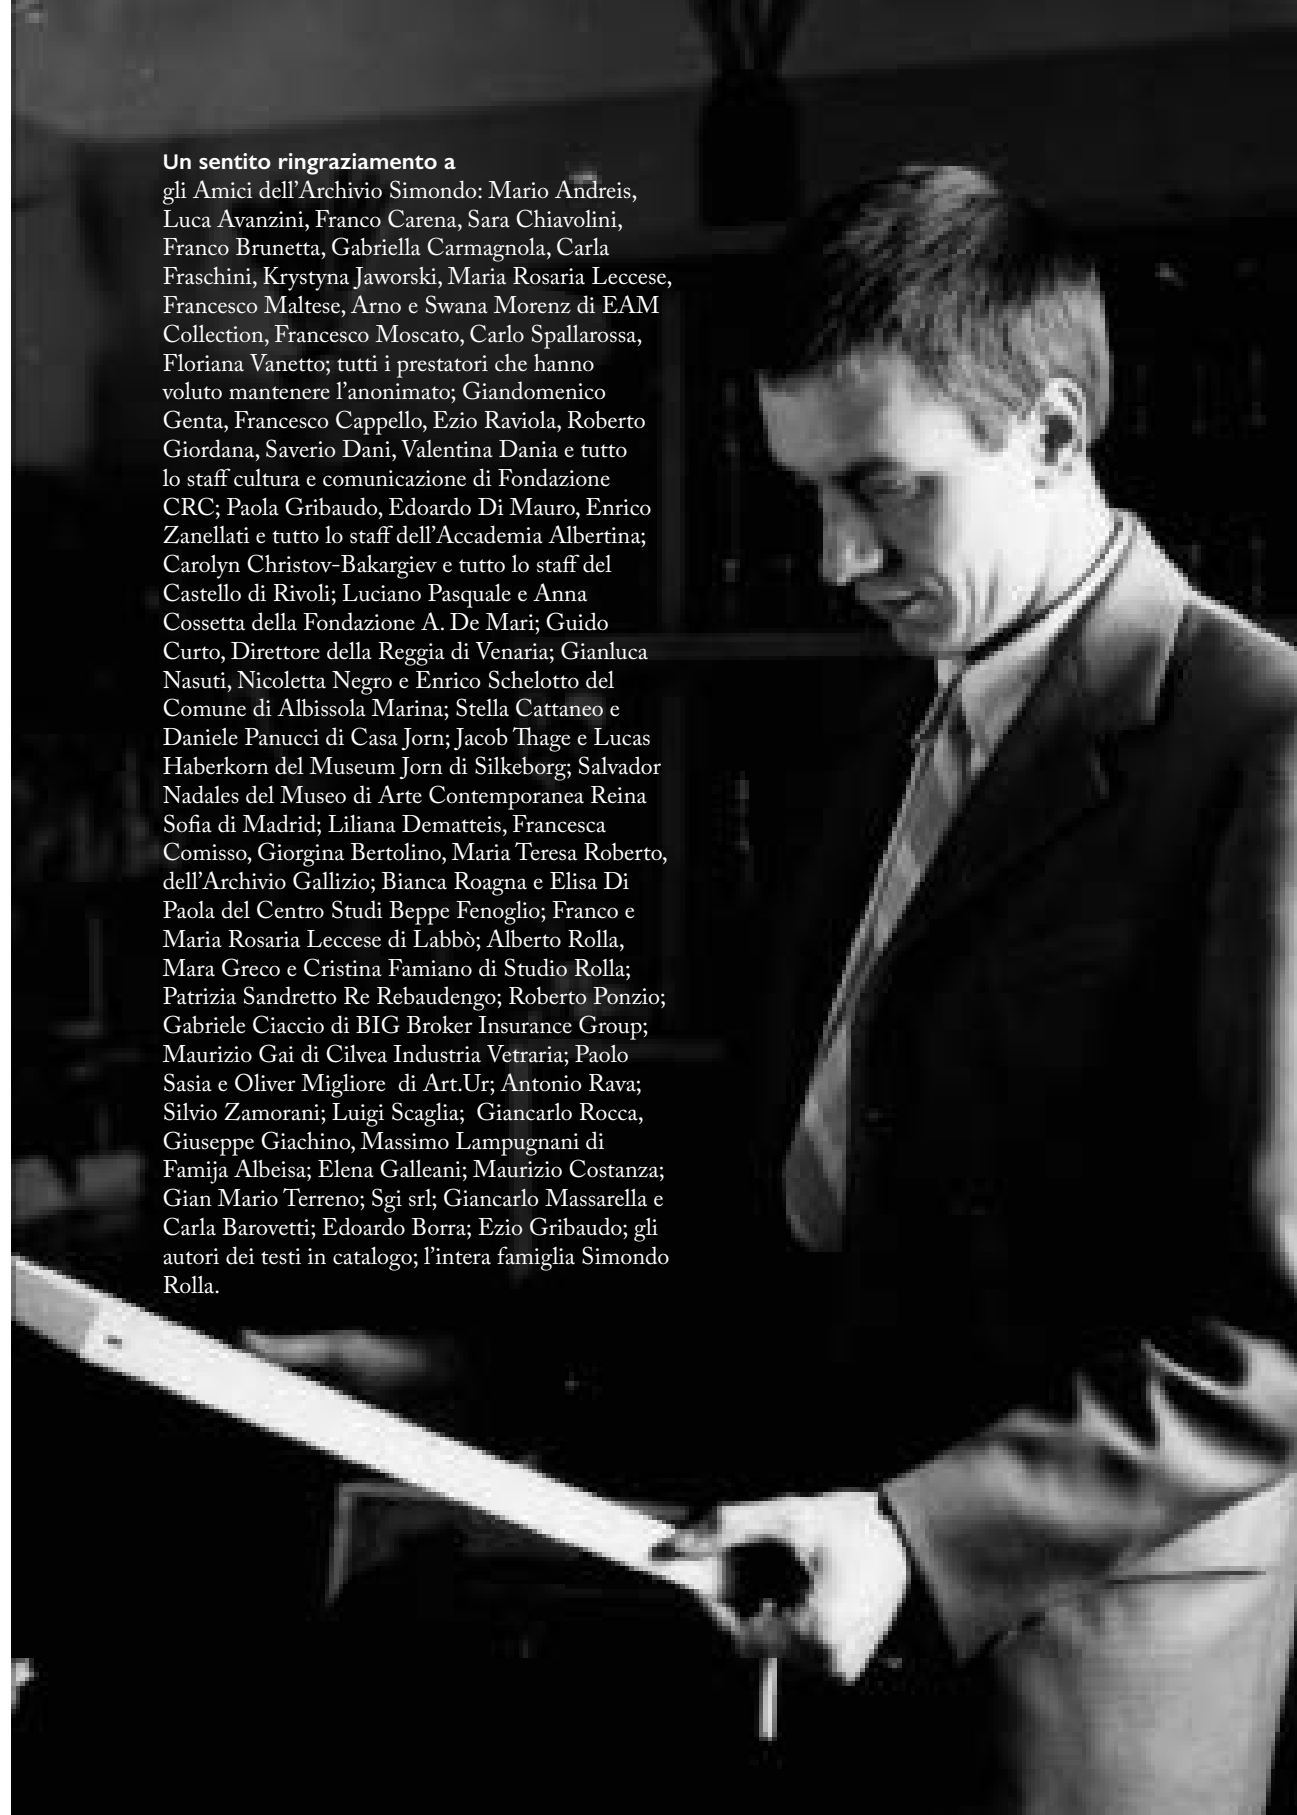 Un sentito ringraziamento a
gli Amici dell'Archivio Simondo: Mario Andreis,
Luca Avanzini, Franco Carena, Sara Chiavolini,
Franco Brunetta, Gabriella Carmagnola, Carla
Fraschini, Krystyna Jaworski, Maria Rosaria Leccese,
Francesco Maltese, Arno e Swana Morenz di EAM
Collection, Francesco Moscato, Carlo Spallarossa,
Floriana Vanetto; tutti i prestatori che hanno
voluto mantenere l'anonimato; Giandomenico
Genta, Francesco Cappello, Ezio Raviola, Roberto
Giordana, Saverio Dani, Valentina Dania e tutto
lo staff cultura e comunicazione di Fondazione
CRC; Paola Gribaudo, Edoardo Di Mauro, Enrico
Zanellati e tutto lo staff dell'Accademia Albertina;
Carolyn Christov-Bakargiev e tutto lo staff del
Castello di Rivoli; Luciano Pasquale e Anna
Cossetta della Fondazione A. De Mari; Guido
Curto, Direttore della Reggia di Venaria; Gianluca
Nasuti, Nicoletta Negro e Enrico Schelotto del
Comune di Albissola Marina; Stella Cattaneo e
Daniele Panucci di Casa Jorn; Jacob Thage e Lucas
Haberkorn del Museum Jorn di Silkeborg; Salvador
Nadales del Museo di Arte Contemporanea Reina
Sofia di Madrid; Liliana Dematteis, Francesca
Comisso, Giorgina Bertolino, Maria Teresa Roberto,
dell'Archivio Gallizio; Bianca Roagna e Elisa Di
Paola del Centro Studi Beppe Fenoglio; Franco e
Maria Rosaria Leccese di Labbò; Alberto Rolla,
Mara Greco e Cristina Famiano di Studio Rolla;
Patrizia Sandretto Re Rebaudengo; Roberto Ponzio;
Gabriele Ciaccio di BIG Broker Insurance Group;
Maurizio Gai di Cilvea Industria Vetraria; Paolo
Sasia e Oliver Migliore  di Art.Ur; Antonio Rava;
Silvio Zamorani; Luigi Scaglia;  Giancarlo Rocca,
Giuseppe Giachino, Massimo Lampugnani di
Famija Albeisa; Elena Galleani; Maurizio Costanza;
Gian Mario Terreno; Sgi srl; Giancarlo Massarella e
Carla Barovetti; Edoardo Borra; Ezio Gribaudo; gli
autori dei testi in catalogo; l'intera famiglia Simondo
Rolla.